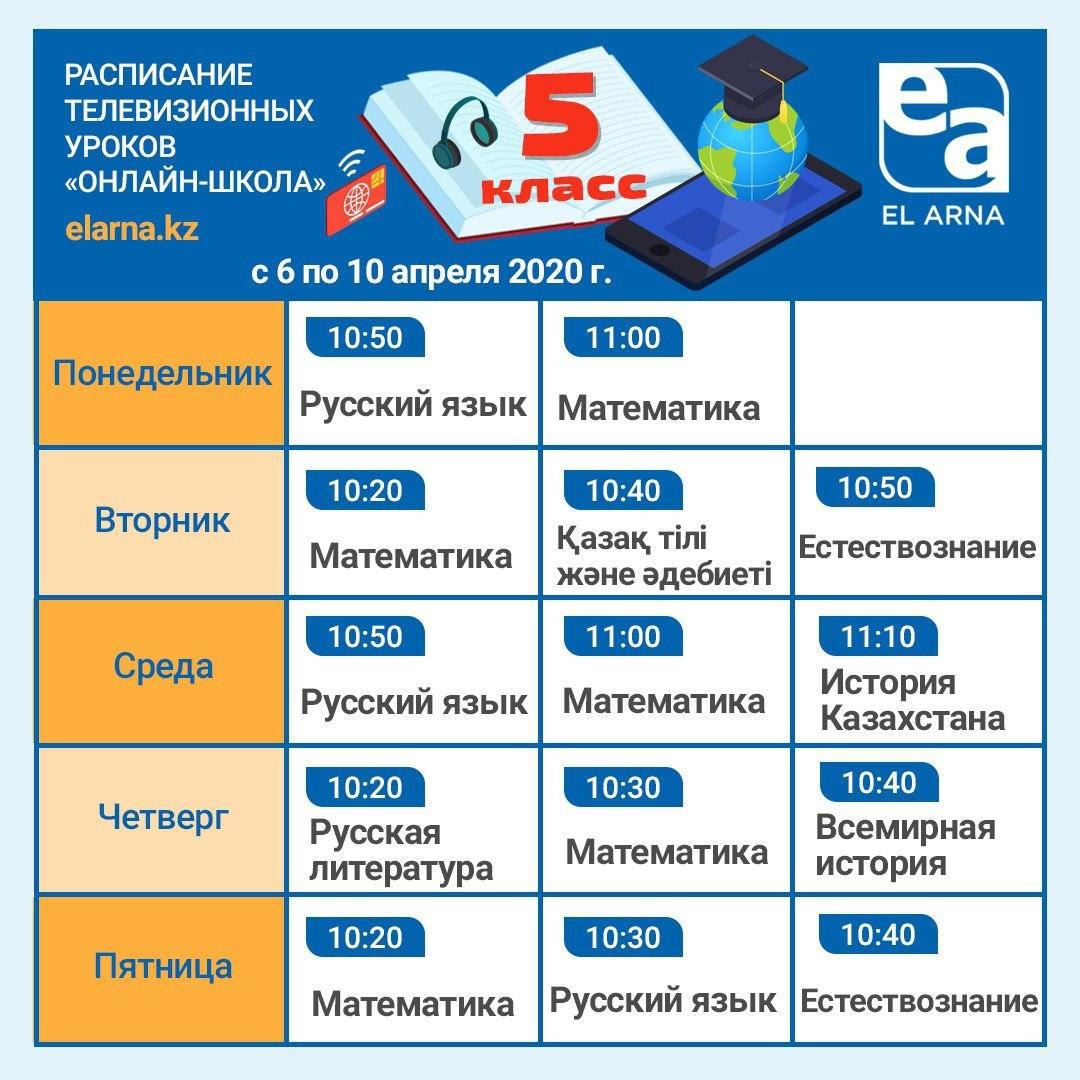 РАСПИСАНИЕ
ТЕЛЕВИЗИОННЫХ
УРОКОВ
«ОНЛАЙН-ШКОЛА»
elarna.kz
5
класс
ea
EL ARNA
с 6 по 10 апреля 2020 г.
Понедельник
10:50
Русский язык
11:00
Математика
Вторник
10:20
Математика
10:40
Қазақ тілі
және әдебиеті
10:50
Естествознание
Среда
10:50
Русский язык
11:00
Математика
11:10
История
Казахстана
Четверг
10:20
Русская
литература
10:30
Математика
10:40
Всемирная
история
Пятница
10:20
Математика
10:30
Русский язык
10:40
Естествознание